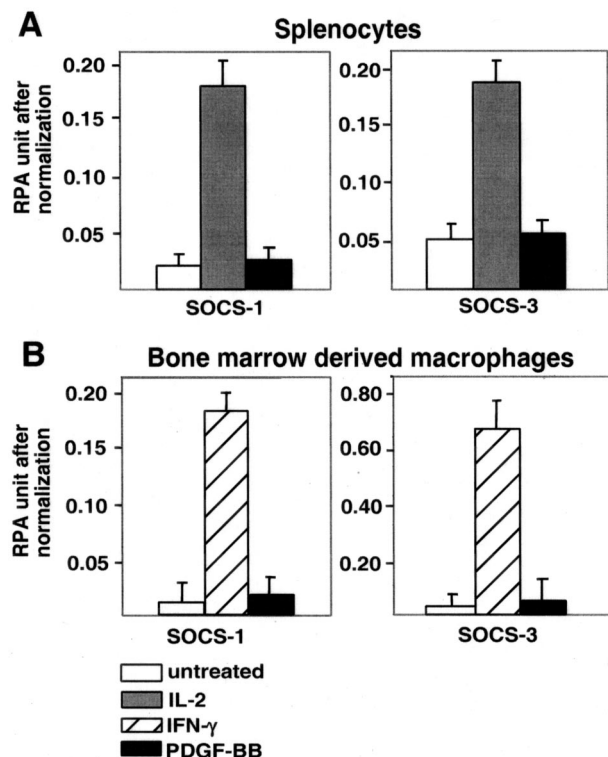 A
Splenocytes
RPA unit after normalization
0.20
0.15
0.10
0.05
SOCS-1
0.20
0.15
0.10
0.05
SOCS-3
B
Bone marrow derived macrophages
RPA unit after normalization
0.20
0.15
0.10
0.05
SOCS-1
0.80
0.60
0.40
0.20
SOCS-3
untreated
IL-2
IFN-γ
PDGF-BB